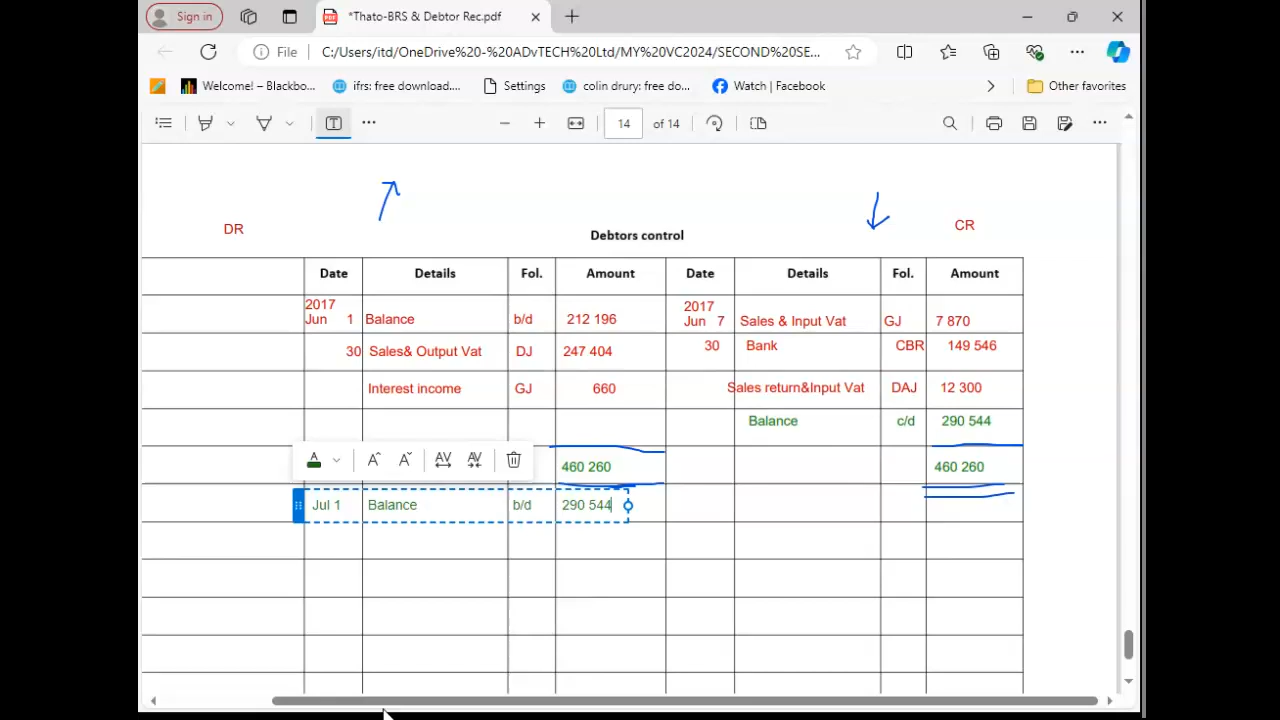 Sign in
*Thato-BRS & Debtor Rec.pdf
File
C:/Users/itd/OneDrive%20-%20ADvTECH%20Ltd/MY%20VC2024/SECOND%20SE...
Welcome! – Blackbo...
ifrs: free download....
Settings
colin drury: free do...
Watch | Facebook
Other favorites
14 of 14
DR
Debtors control
CR
Date Details Fol. Amount Date Details Fol. Amount
2017 2017
Jun 1 Balance b/d 212 196 Jun 7 Sales & Input Vat GJ 7 870
30 Sales& Output Vat DJ 247 404 30 Bank CBR 149 546
Interest income GJ 660 Sales return&Input Vat DAJ 12 300
Balance c/d 290 544
460 260 460 260
Jul 1 Balance b/d 290 544